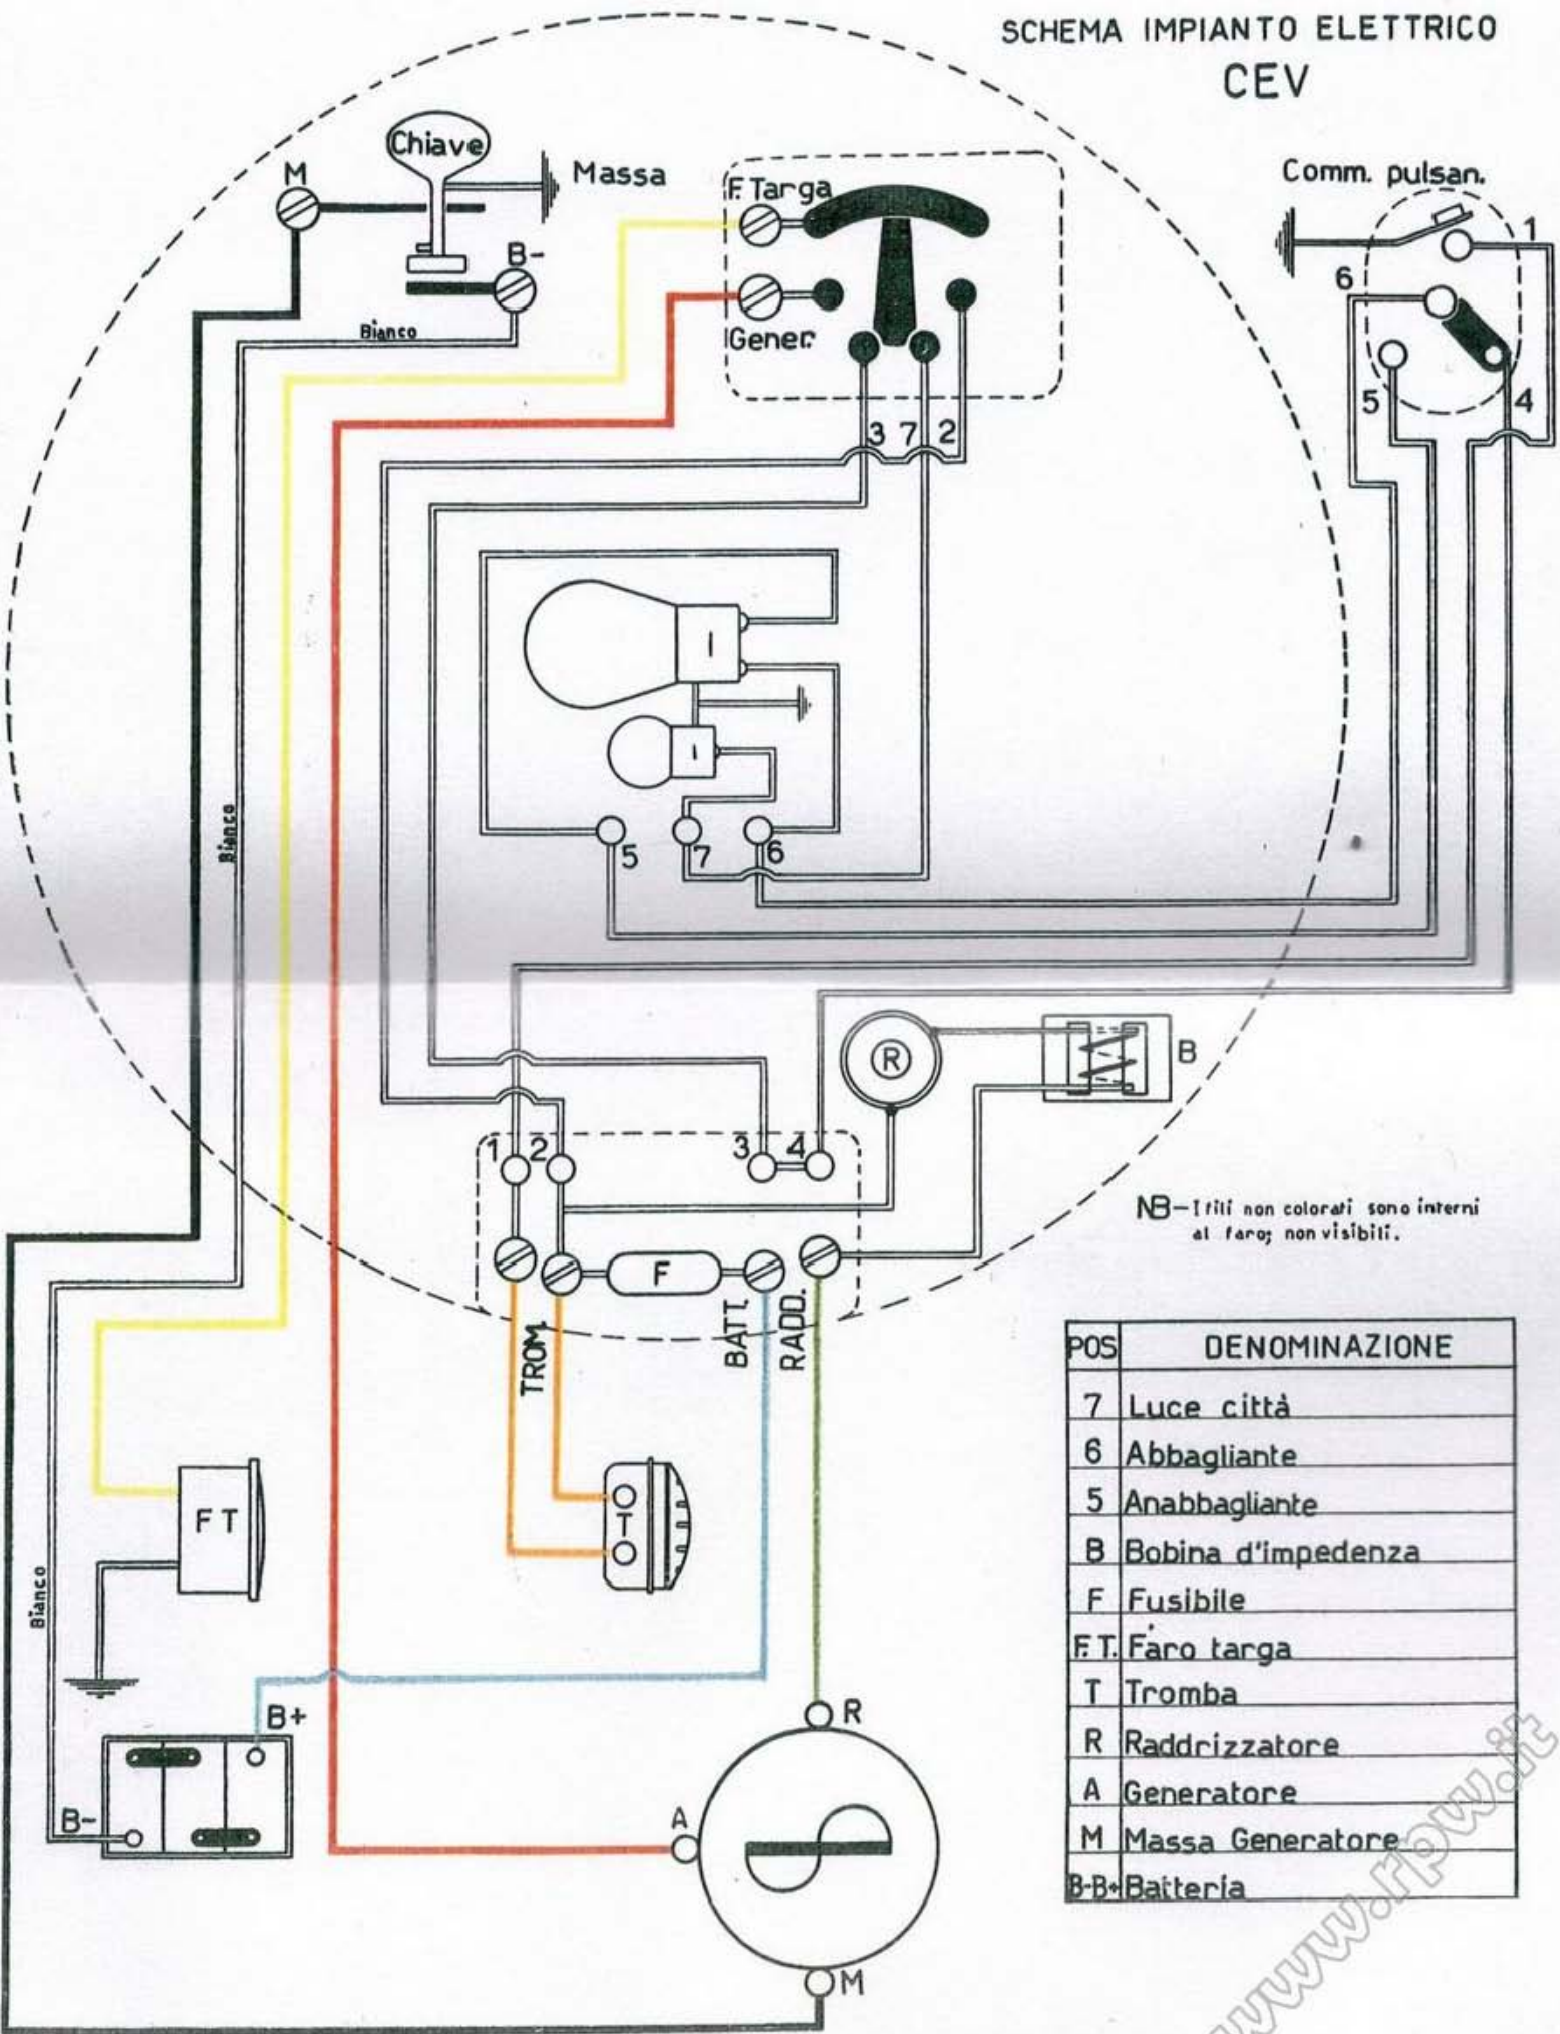 SCHEMA IMPIANTO ELETTRICO
CEV
Chiave
M
Massa
B-
Bianco
F. Targa
Gener.
3 7 2
Comm. pulsan.
1
6
5
4
5
7
6
Bianco
R
B
1 2
3 4
F
TROM.
BATT.
RADD.
NB-I fili non colorati sono interni
al faro; non visibili.
F T
T
Bianco
B+
B-
R
A
M
POS DENOMINAZIONE
7 Luce città
6 Abbagliante
5 Anabbagliante
B Bobina d'impedenza
F Fusibile
F.T. Faro targa
T Tromba
R Raddrizzatore
A Generatore
M Massa Generatore
B-B+ Batteria
www.rpw.it